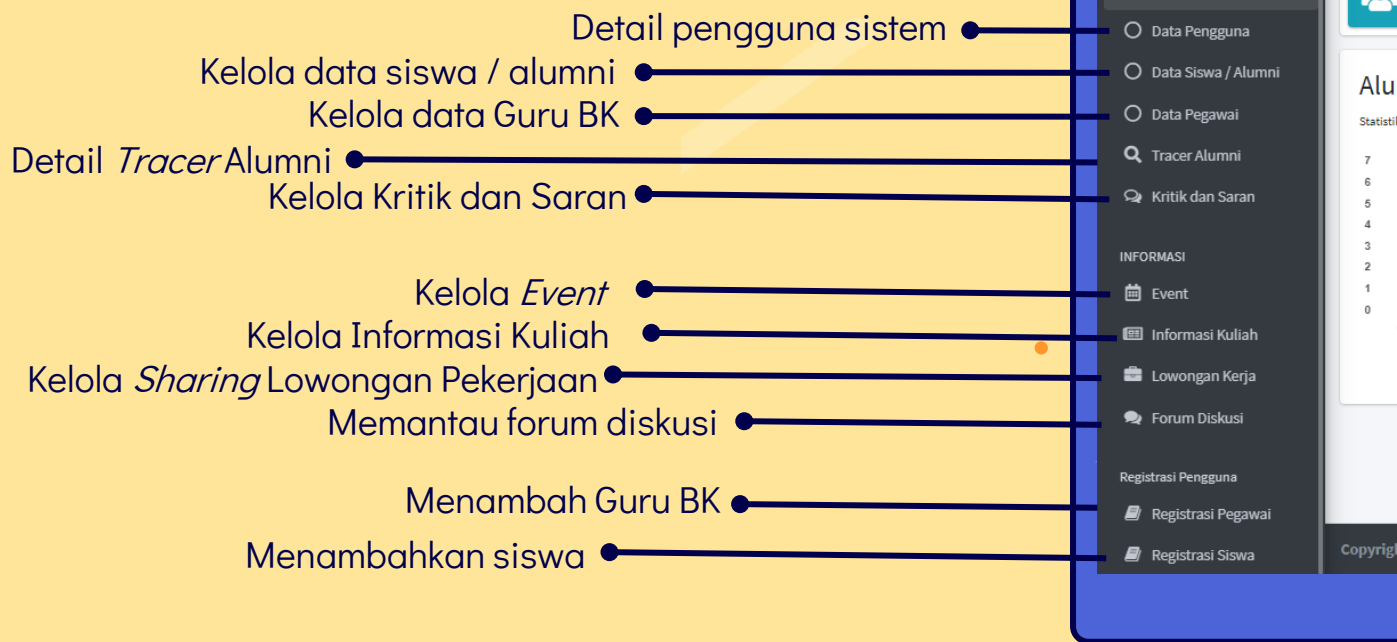 Detail pengguna sistem
Kelola data siswa / alumni
Kelola data Guru BK
Detail Tracer Alumni
Kelola Kritik dan Saran
Kelola Event
Kelola Informasi Kuliah
Kelola Sharing Lowongan Pekerjaan
Memantau forum diskusi
Menambah Guru BK
Menambahkan siswa
Data Pengguna
Data Siswa / Alumni
Data Pegawai
Tracer Alumni
Kritik dan Saran
INFORMASI
Event
Informasi Kuliah
Lowongan Kerja
Forum Diskusi
Registrasi Pengguna
Registrasi Pegawai
Registrasi Siswa
Alu
Statisti
7
6
5
4
3
2
1
0
Copyrig